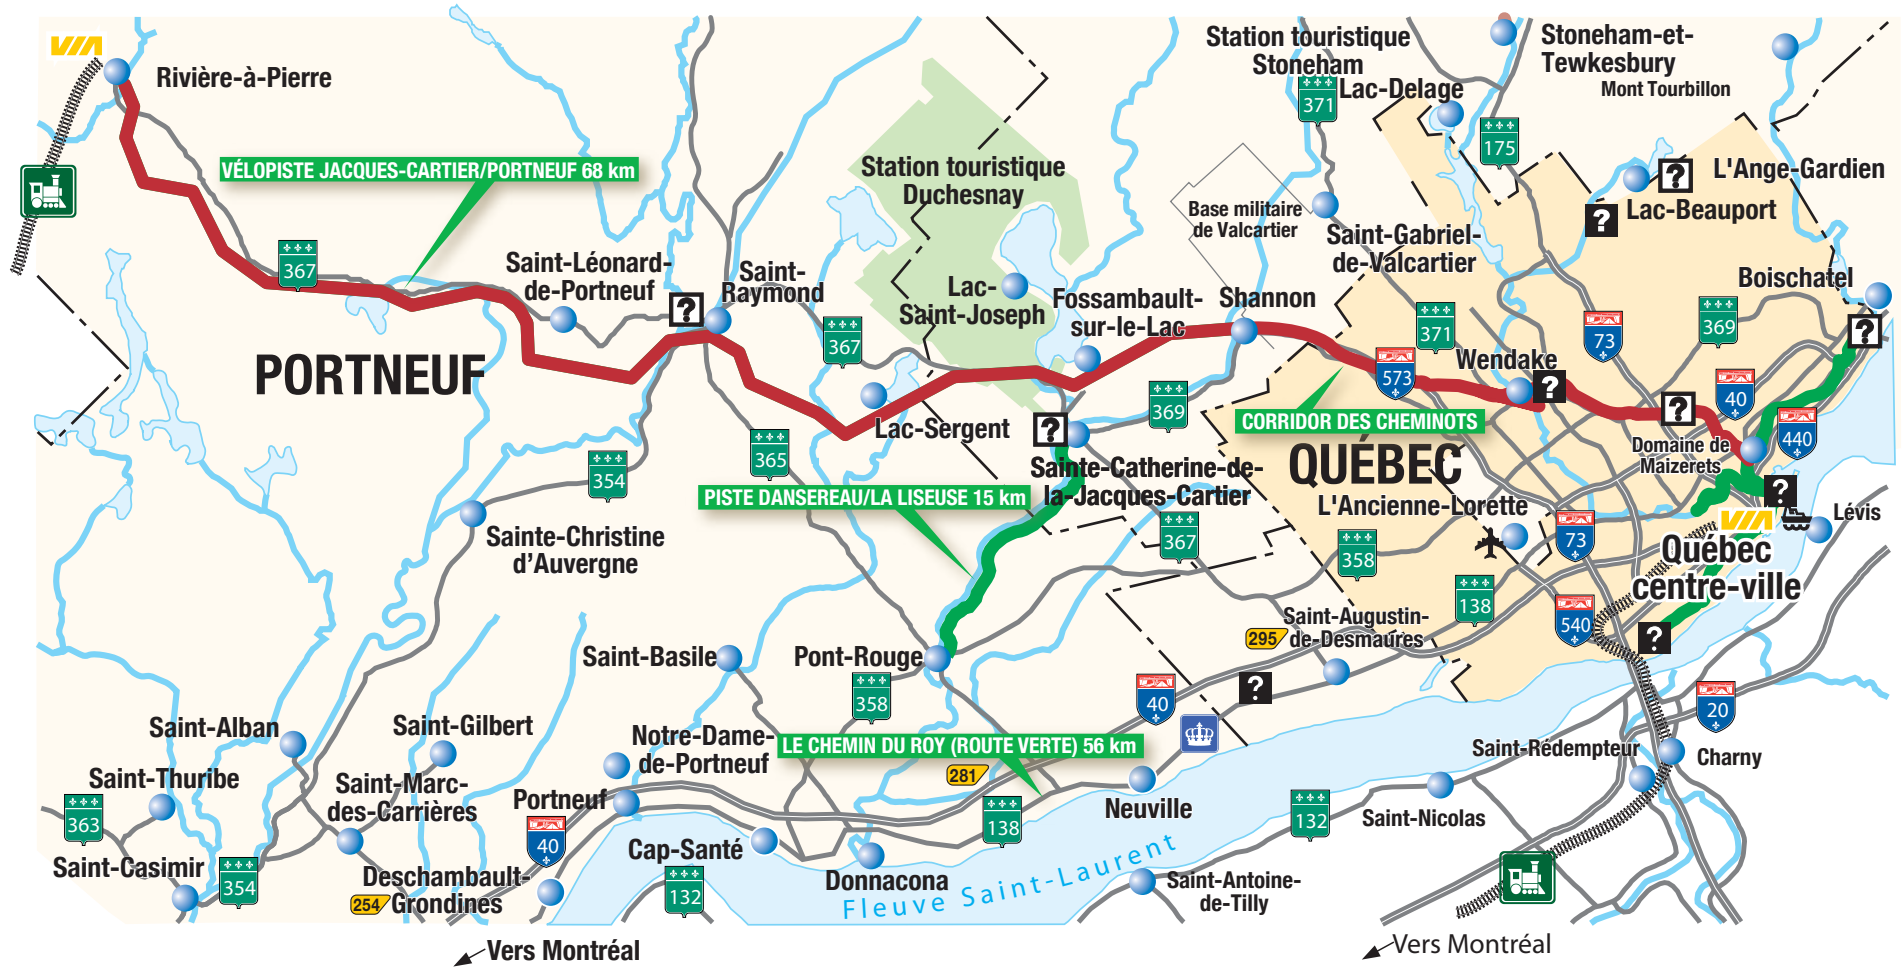 VIA
Rivière-à-Pierre
VÉLOPISTE JACQUES-CARTIER/PORTNEUF 68 km
367
Saint-Léonard-
de-Portneuf
?
Saint-
Raymond
PORTNEUF
Station touristique
Duchesnay
Lac-
Saint-Joseph
367
Fossambault-
sur-le-Lac
Shannon
Base militaire
de Valcartier
Station touristique
Stoneham
371
Lac-Delage
Stoneham-et-
Tewkesbury
Mont Tourbillon
175
?
L'Ange-Gardien
?
Lac-Beauport
Saint-Gabriel-
de-Valcartier
Boischatel
?
371
73
369
Wendake
?
573
40
?
440
Domaine de
Maizerets
CORRIDOR DES CHEMINOTS
QUÉBEC
L'Ancienne-Lorette
?
VIA
Lévis
Québec
centre-ville
73
358
138
540
?
Lac-Sergent
369
?
Sainte-Catherine-de-
la-Jacques-Cartier
367
365
354
PISTE DANSEREAU/LA LISEUSE 15 km
Sainte-Christine
d'Auvergne
Saint-Basile
Pont-Rouge
358
295
Saint-Augustin-
de-Desmaures
?
40
Saint-Alban
Saint-Gilbert
Notre-Dame-
de-Portneuf
LE CHEMIN DU ROY (ROUTE VERTE) 56 km
281
Neuville
20
Saint-Rédempteur
Charny
Saint-Thuribe
363
Saint-Marc-
des-Carrières
Portneuf
40
138
132
Saint-Nicolas
Saint-Casimir
354
Deschambault-
Grondines
254
Cap-Santé
132
Donnacona
Fleuve Saint-Laurent
Saint-Antoine-
de-Tilly
Vers Montréal
Vers Montréal